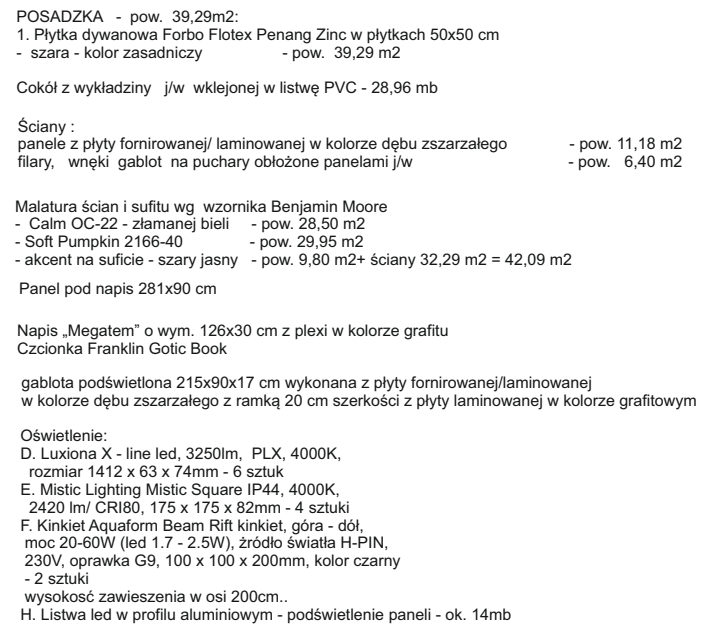 POSADZKA - pow. 39,29m2:
1. Płytka dywanowa Forbo Flotex Penang Zinc w płytkach 50x50 cm
- szara - kolor zasadniczy - pow. 39,29 m2
Cokół z wykładziny j/w wklejonej w listwę PVC - 28,96 mb
Ściany :
panele z płyty fornirowanej/ laminowanej w kolorze dębu zszarzałego - pow. 11,18 m2
filary, wnęki gablot na puchary obłożone panelami j/w - pow. 6,40 m2
Malatura ścian i sufitu wg wzornika Benjamin Moore
- Calm OC-22 - złamanej bieli - pow. 28,50 m2
- Soft Pumpkin 2166-40 - pow. 29,95 m2
- akcent na suficie - szary jasny - pow. 9,80 m2+ ściany 32,29 m2 = 42,09 m2
Panel pod napis 281x90 cm
Napis „Megatem” o wym. 126x30 cm z plexi w kolorze grafitu
Czcionka Franklin Gotic Book
gablota podświetlona 215x90x17 cm wykonana z płyty fornirowanej/laminowanej
w kolorze dębu zszarzałego z ramką 20 cm szerkości z płyty laminowanej w kolorze grafitowym
Oświetlenie:
D. Luxiona X - line led, 3250lm, PLX, 4000K,
rozmiar 1412 x 63 x 74mm - 6 sztuk
E. Mistic Lighting Mistic Square IP44, 4000K,
2420 lm/ CRI80, 175 x 175 x 82mm - 4 sztuki
F. Kinkiet Aquaform Beam Rift kinkiet, góra - dół,
moc 20-60W (led 1.7 - 2.5W), żródło światła H-PIN,
230V, oprawka G9, 100 x 100 x 200mm, kolor czarny
- 2 sztuki
wysokosć zawieszenia w osi 200cm..
H. Listwa led w profilu aluminiowym - podświetlenie paneli - ok. 14mb